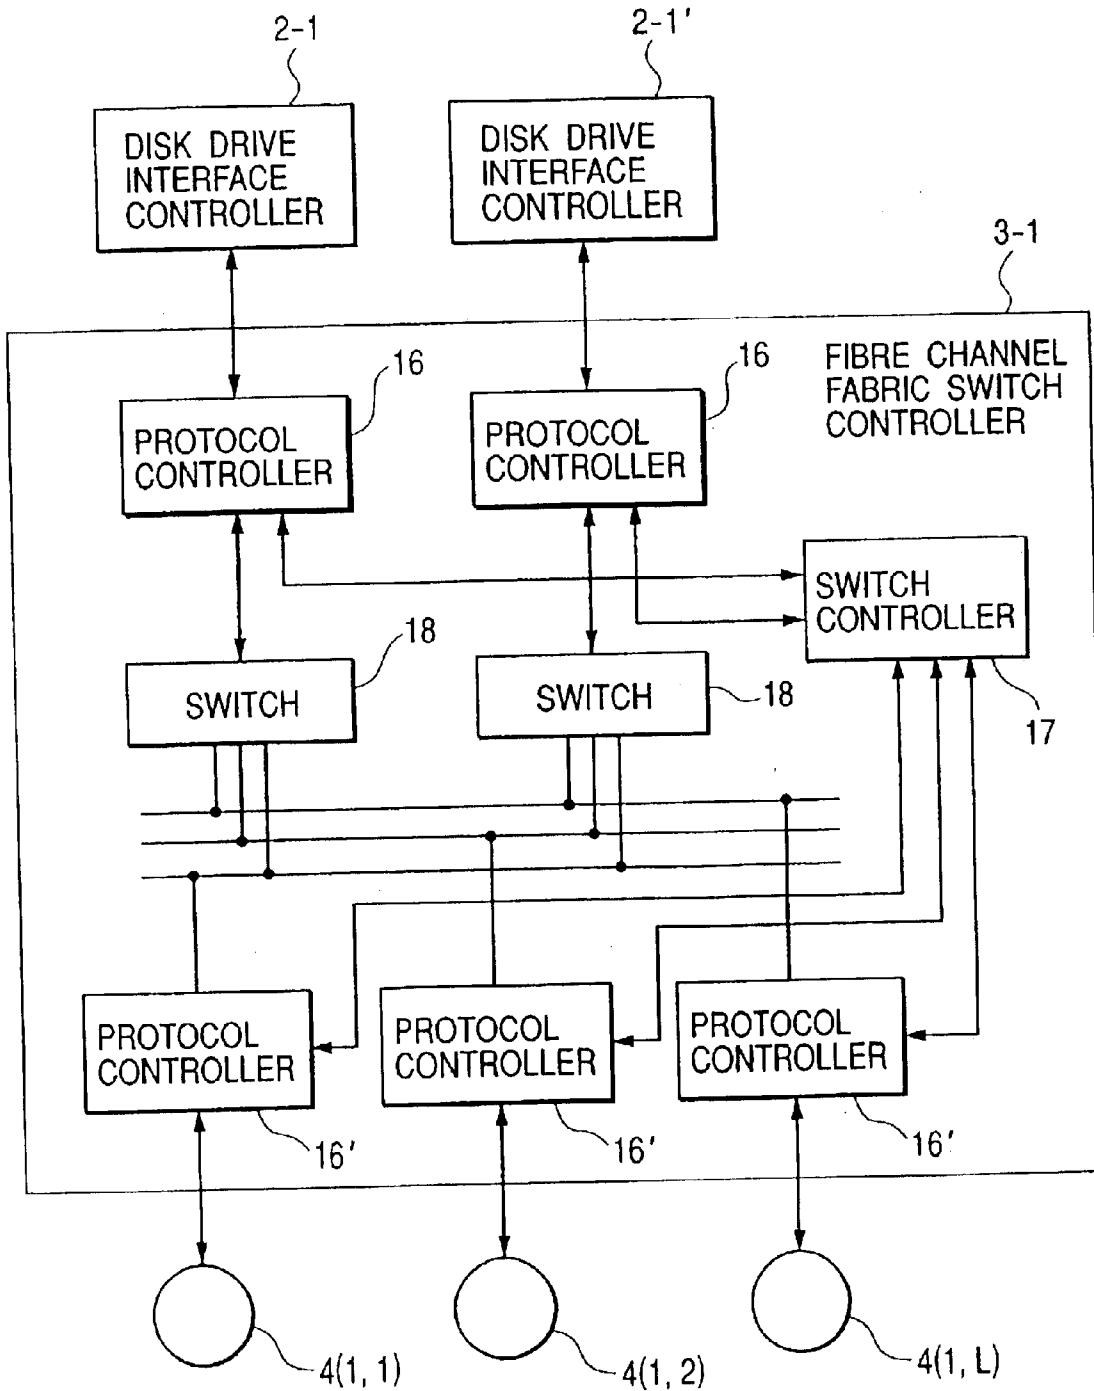 2-1
2-1'
DISK DRIVE
INTERFACE
CONTROLLER
DISK DRIVE
INTERFACE
CONTROLLER
3-1
16
16
FIBRE CHANNEL
FABRIC SWITCH
CONTROLLER
PROTOCOL
CONTROLLER
PROTOCOL
CONTROLLER
SWITCH
CONTROLLER
18
SWITCH
SWITCH
18
17
PROTOCOL
CONTROLLER
PROTOCOL
CONTROLLER
PROTOCOL
CONTROLLER
16'
16'
16'
4(1, 1)
4(1, 2)
4(1, L)